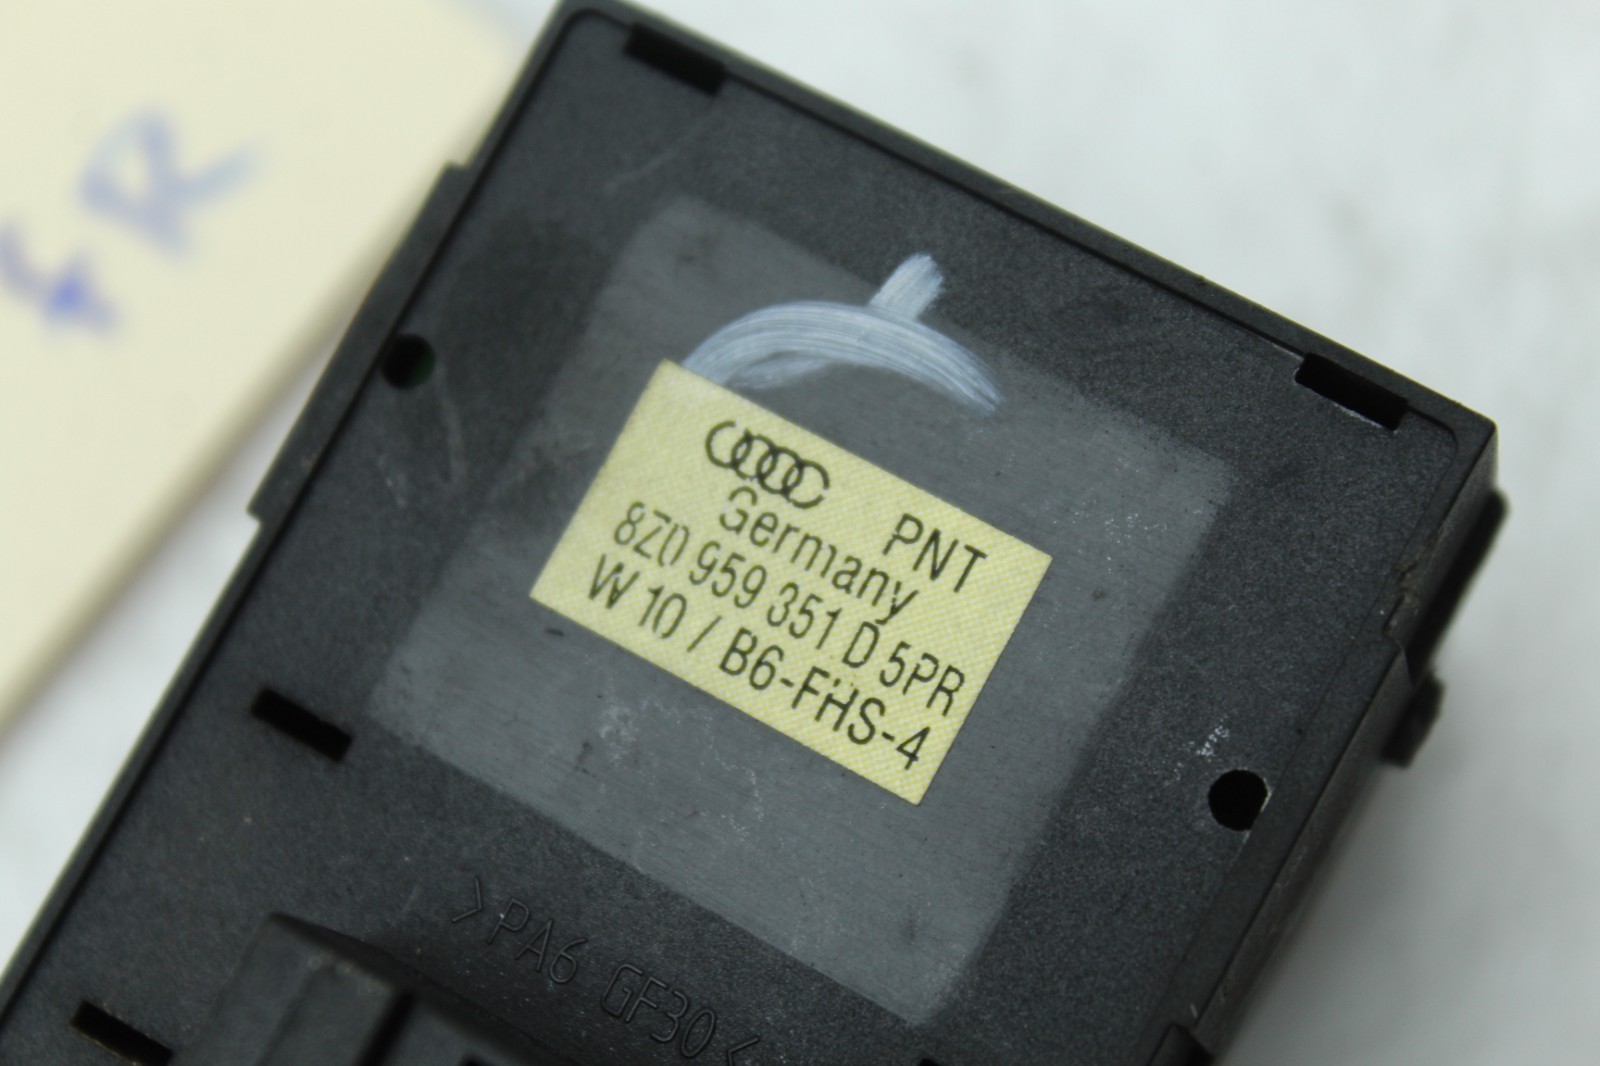 R
PNT
Germany
8Z0 959 351 D 5PR
W 10 / B6-FHS-4
>PA6 GF30<